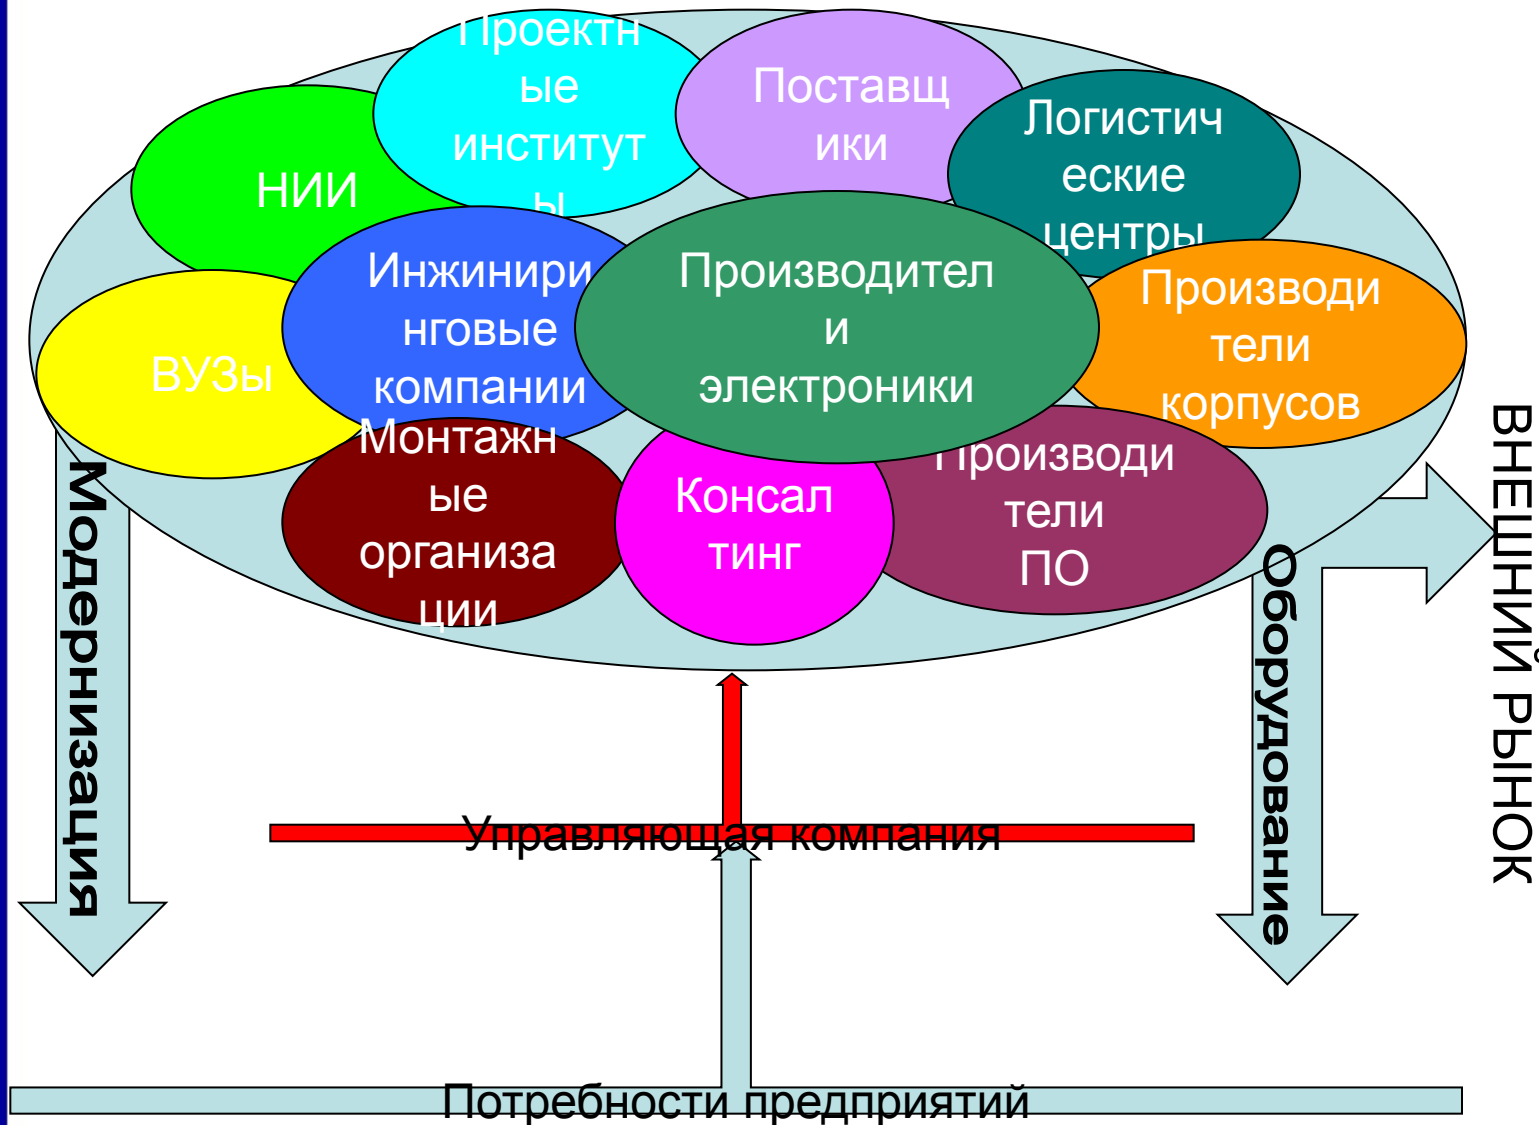 Проектн
ые
институт
ы
Поставщ
ики
Логистич
еские
центры
НИИ
Инжинири
нговые
компании
Производител
и
электроники
Производи
тели
корпусов
ВУЗы
Монтажн
ые
организа
ции
Консал
тинг
Производи
тели
ПО
Модернизация
Оборудование
ВНЕШНИЙ РЫНОК
Управляющая компания
Потребности предприятий